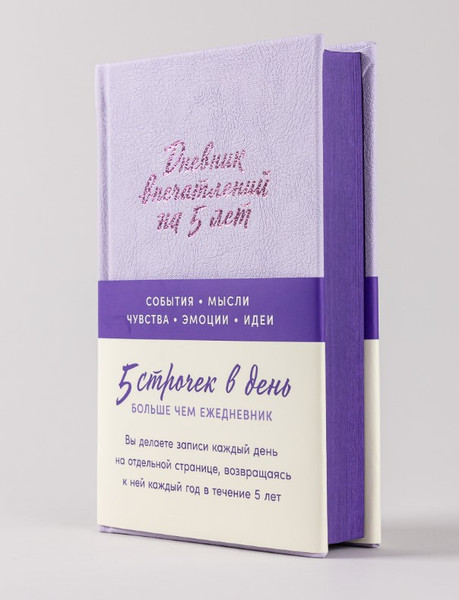 Дневник
впечатлений
на 5 лет
СОБЫТИЯ • МЫСЛИ
ЧУВСТВА • ЭМОЦИИ • ИДЕИ
5 строчек в день
БОЛЬШЕ ЧЕМ ЕЖЕДНЕВНИК
Вы делаете записи каждый день
на отдельной странице, возвращаясь
к ней каждый год в течение 5 лет